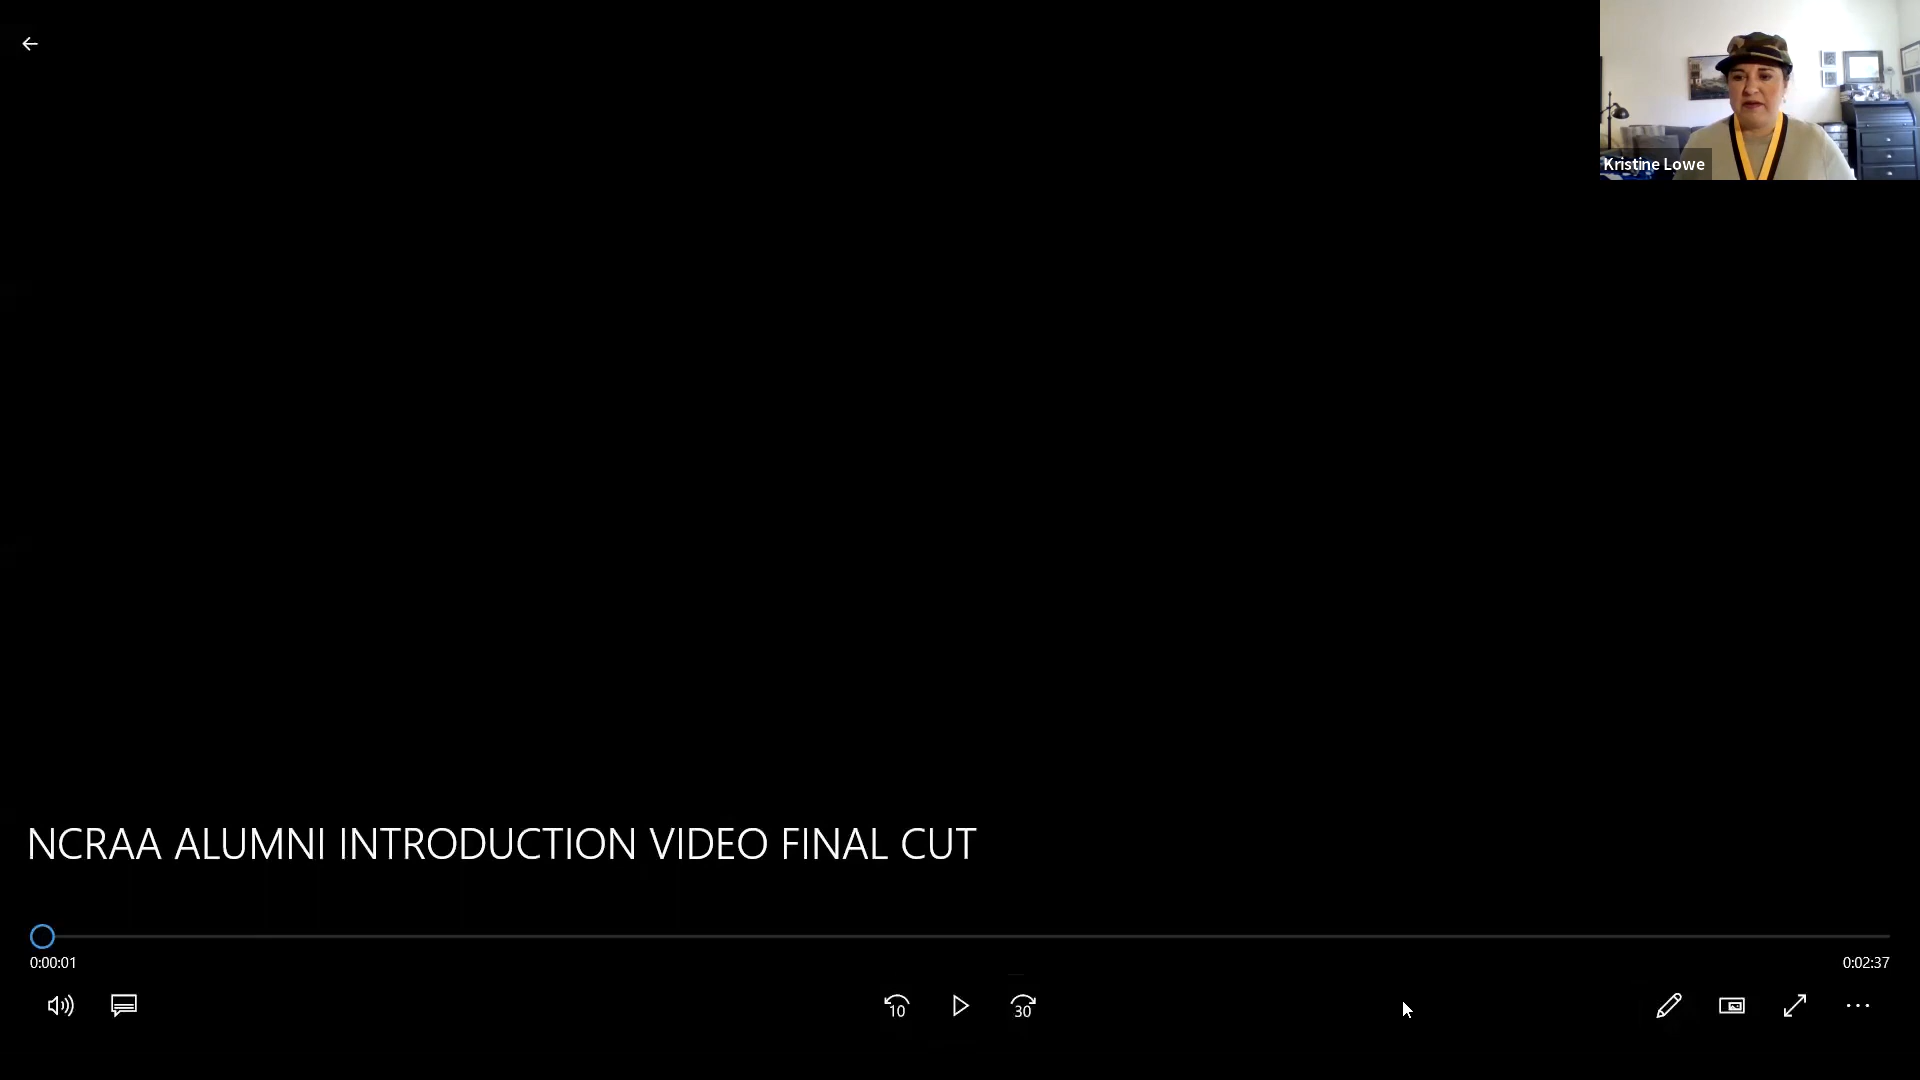 Kristine Lowe
NCRAA ALUMNI INTRODUCTION VIDEO FINAL CUT
0:00:01
0:02:37
10
30